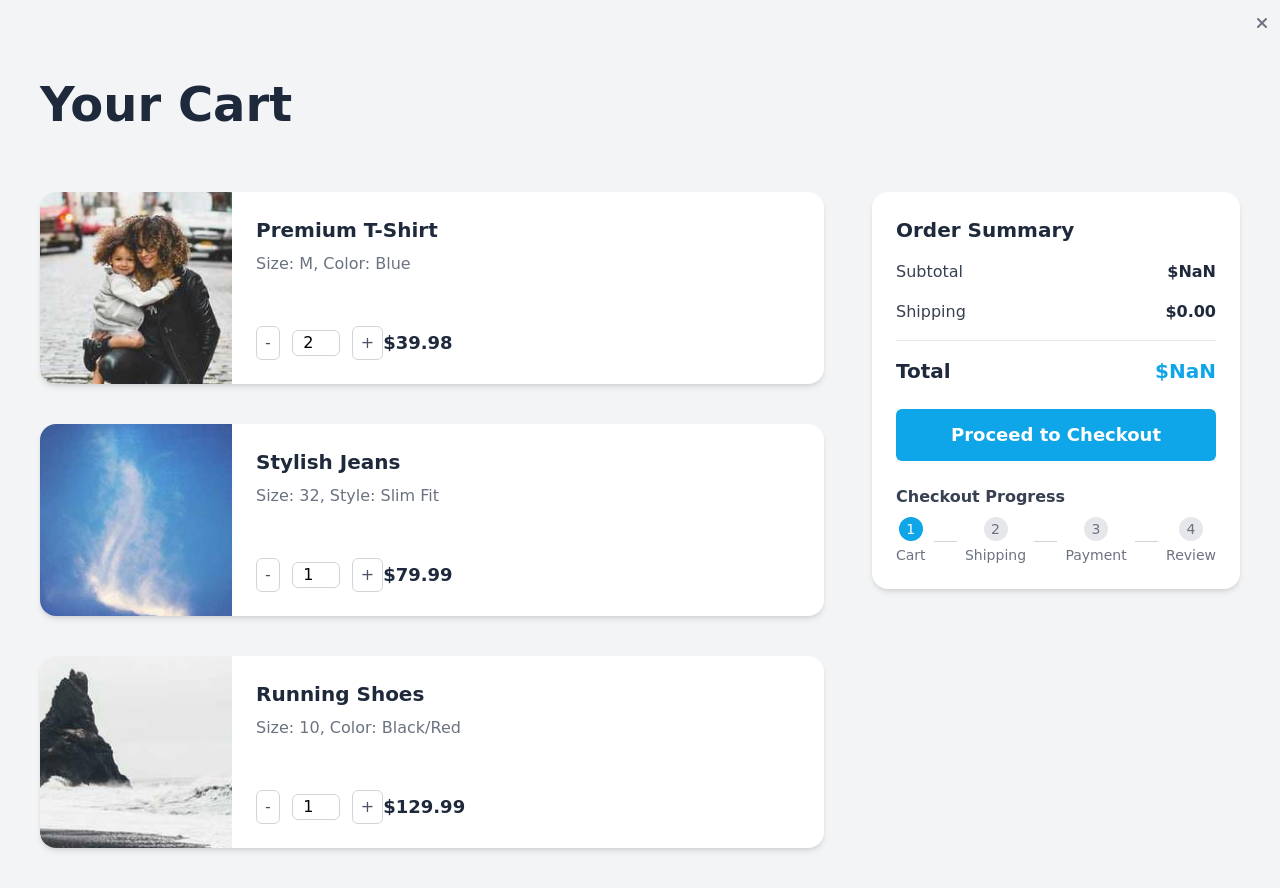 ×
Your Cart
Premium T-Shirt
Size: M, Color: Blue
- 2 + $39.98
Stylish Jeans
Size: 32, Style: Slim Fit
- 1 + $79.99
Running Shoes
Size: 10, Color: Black/Red
- 1 + $129.99
Order Summary
Subtotal $NaN
Shipping $0.00
Total $NaN
Proceed to Checkout
Checkout Progress
1 2 3 4
Cart Shipping Payment Review